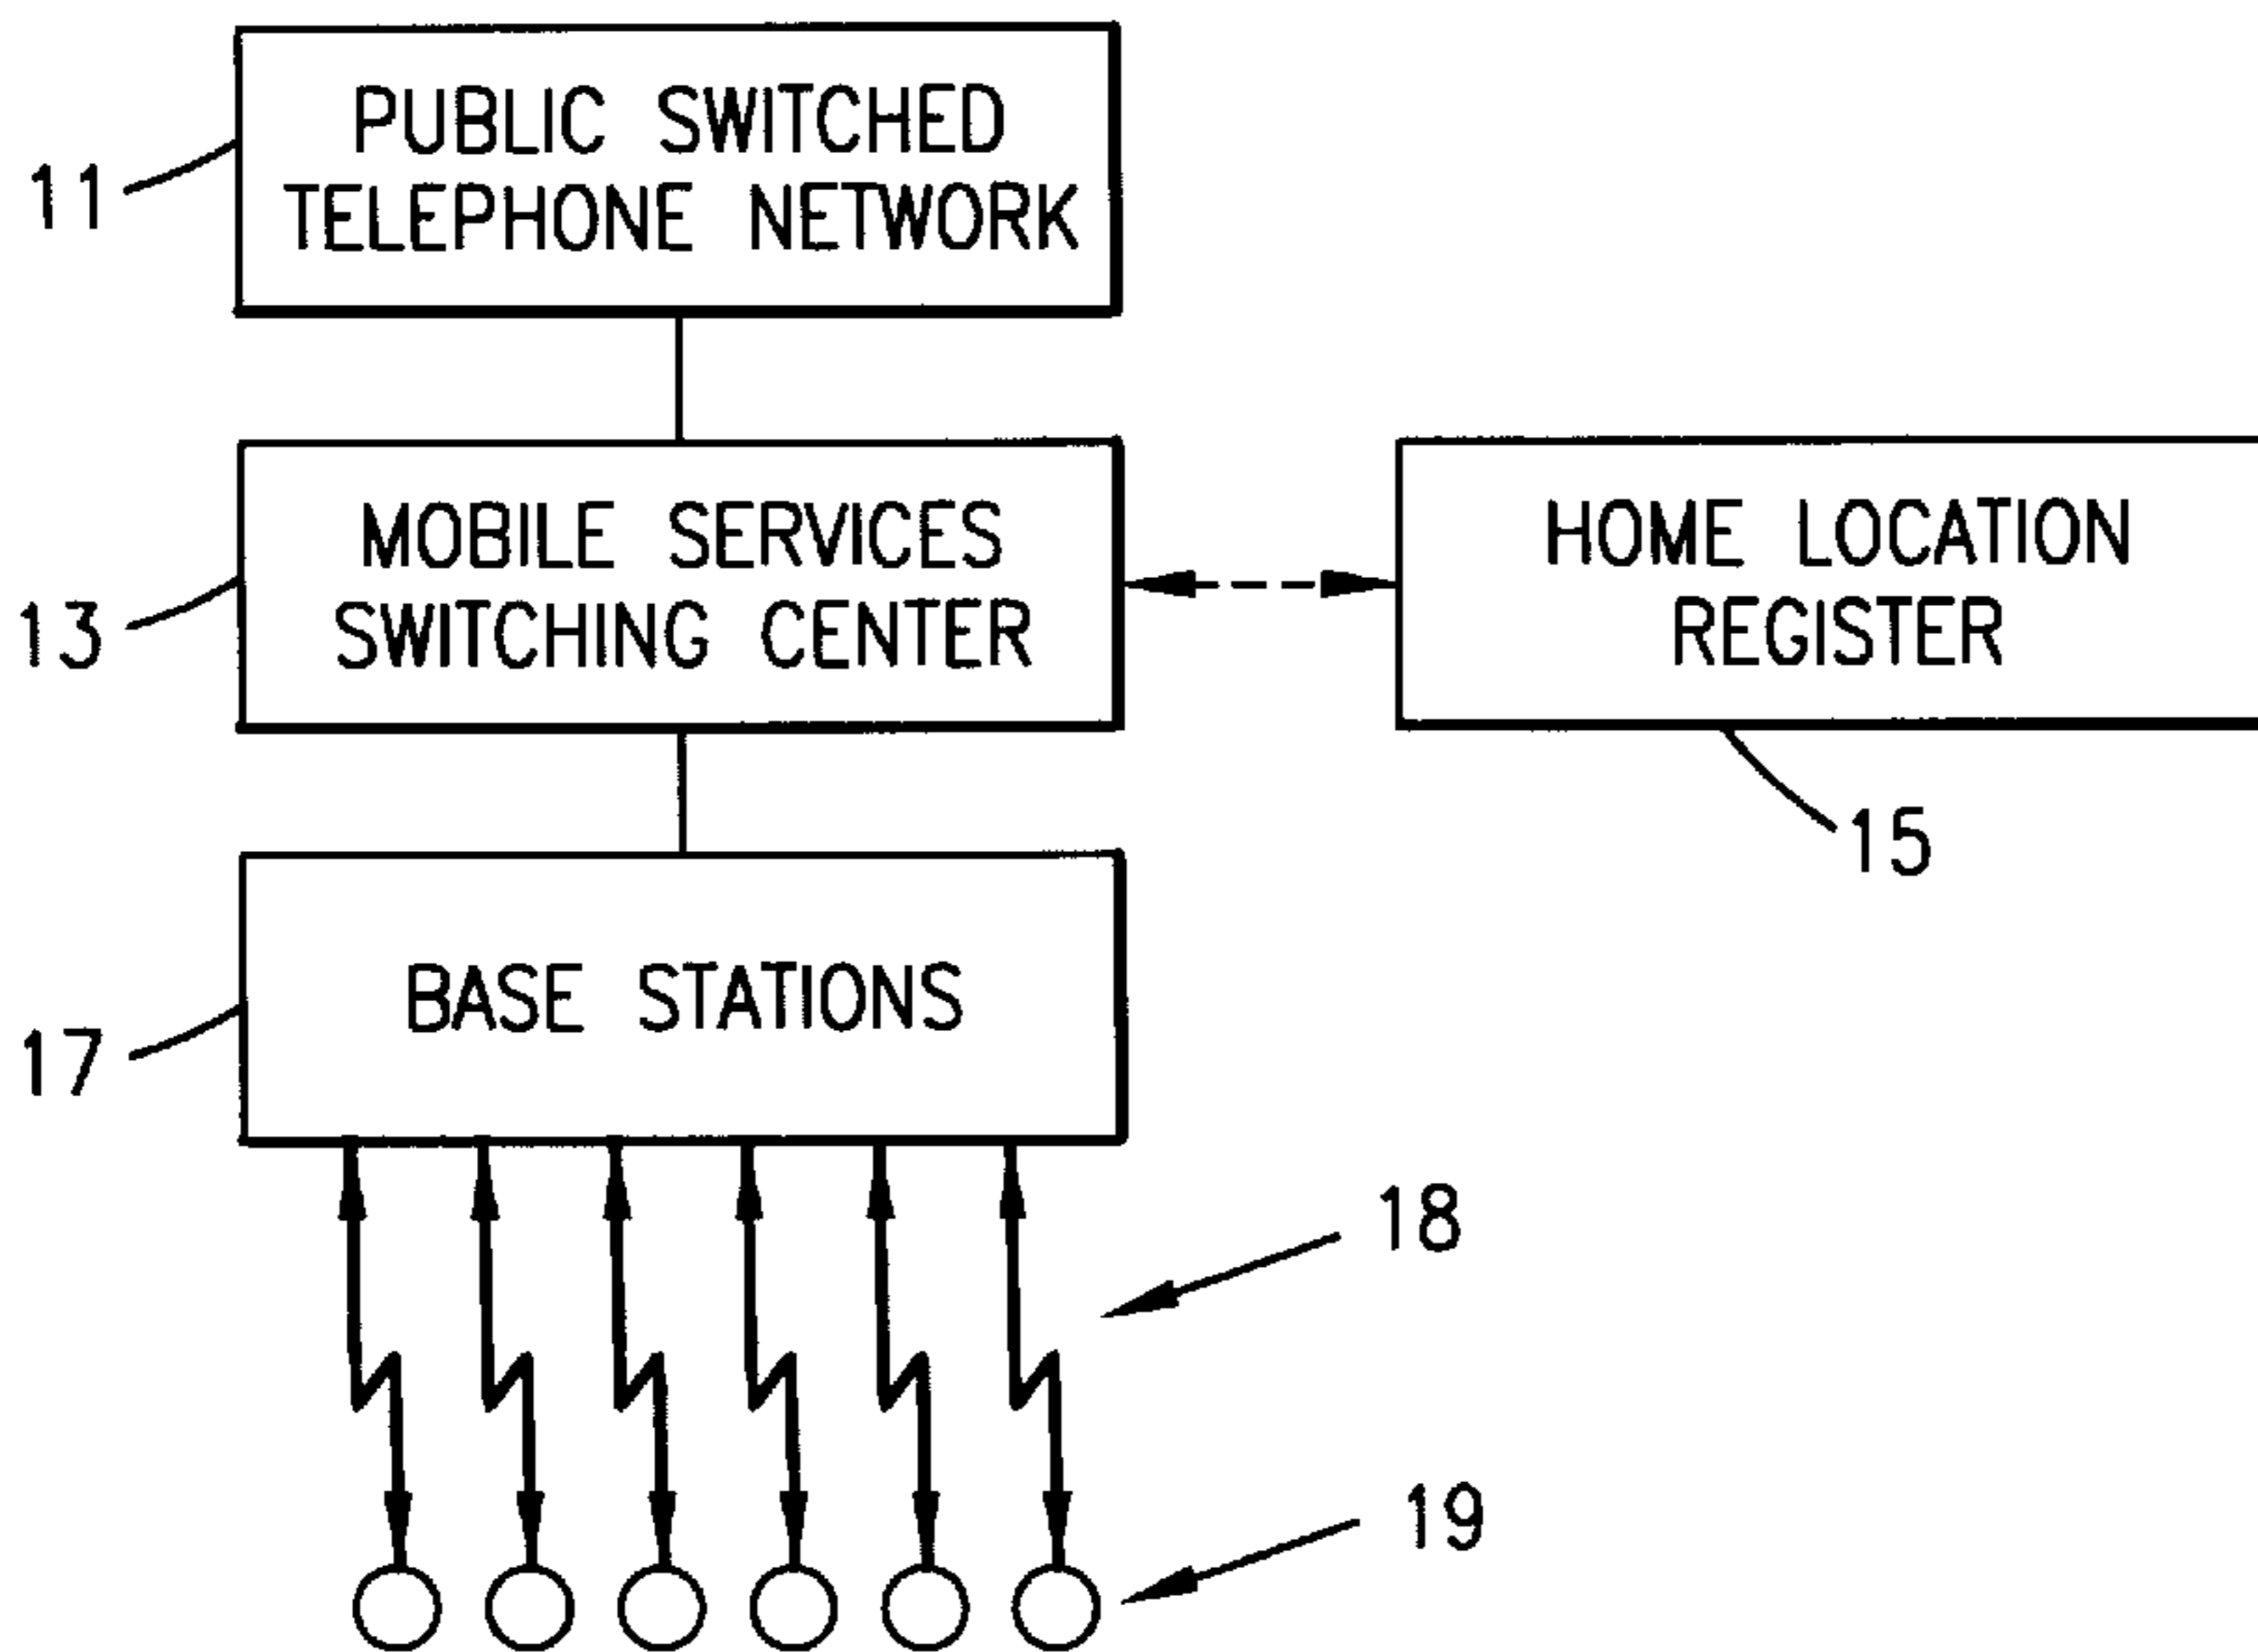 PUBLIC SWITCHED
TELEPHONE NETWORK
11
MOBILE SERVICES
SWITCHING CENTER
13
HOME LOCATION
REGISTER
15
BASE STATIONS
17
18
19